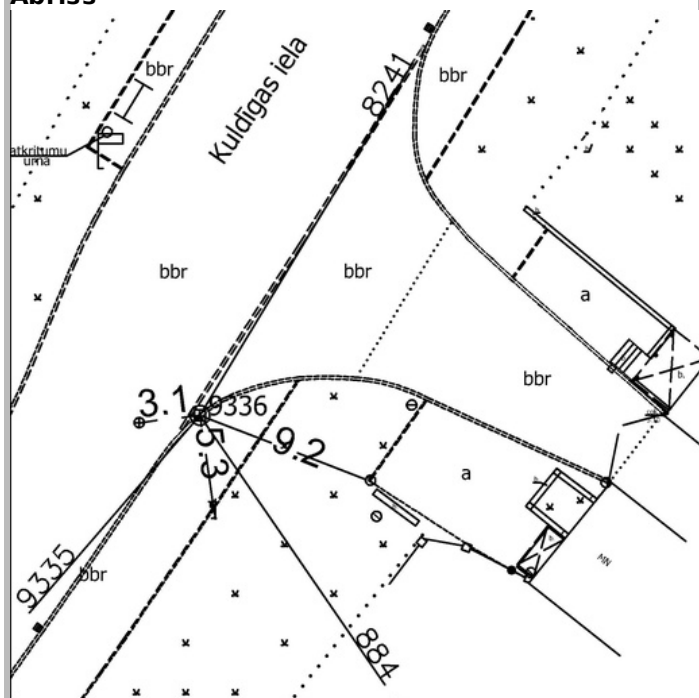 Abriss
bbr
bbr
8241
Kuldīgas iela
atkritumu
urna
bbr
bbr
a
bbr
3.1
9336
5.3
9.2
a
9335
bbr
884
MN